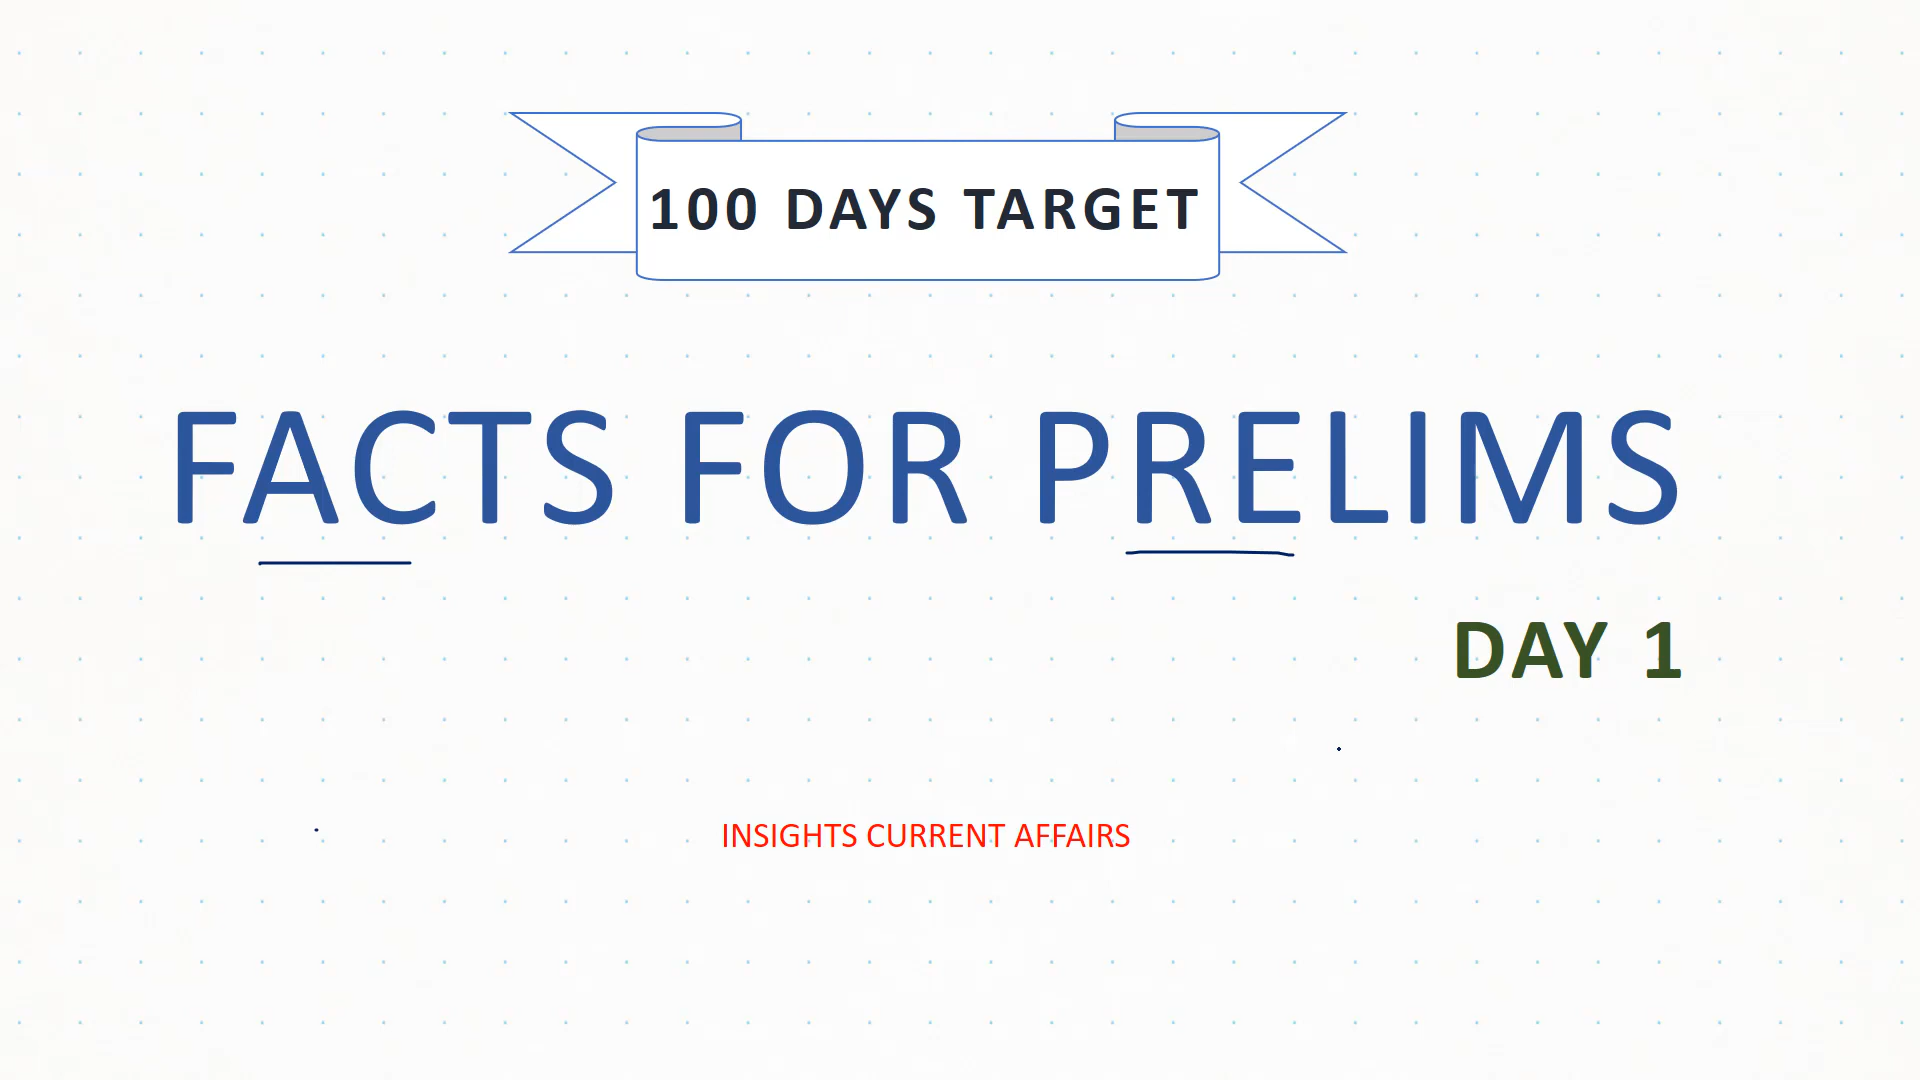 100 DAYS TARGET
FACTS FOR PRELIMS
DAY 1
INSIGHTS CURRENT AFFAIRS